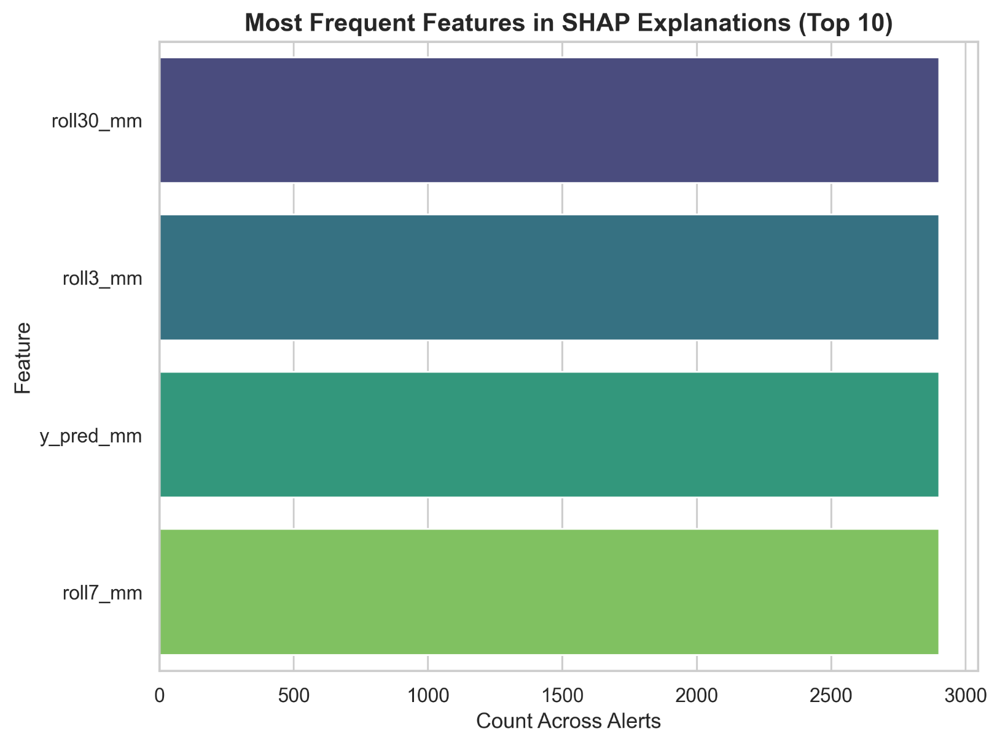 Most Frequent Features in SHAP Explanations (Top 10)
roll30_mm
roll3_mm
Feature
y_pred_mm
roll7_mm
0 500 1000 1500 2000 2500 3000
Count Across Alerts